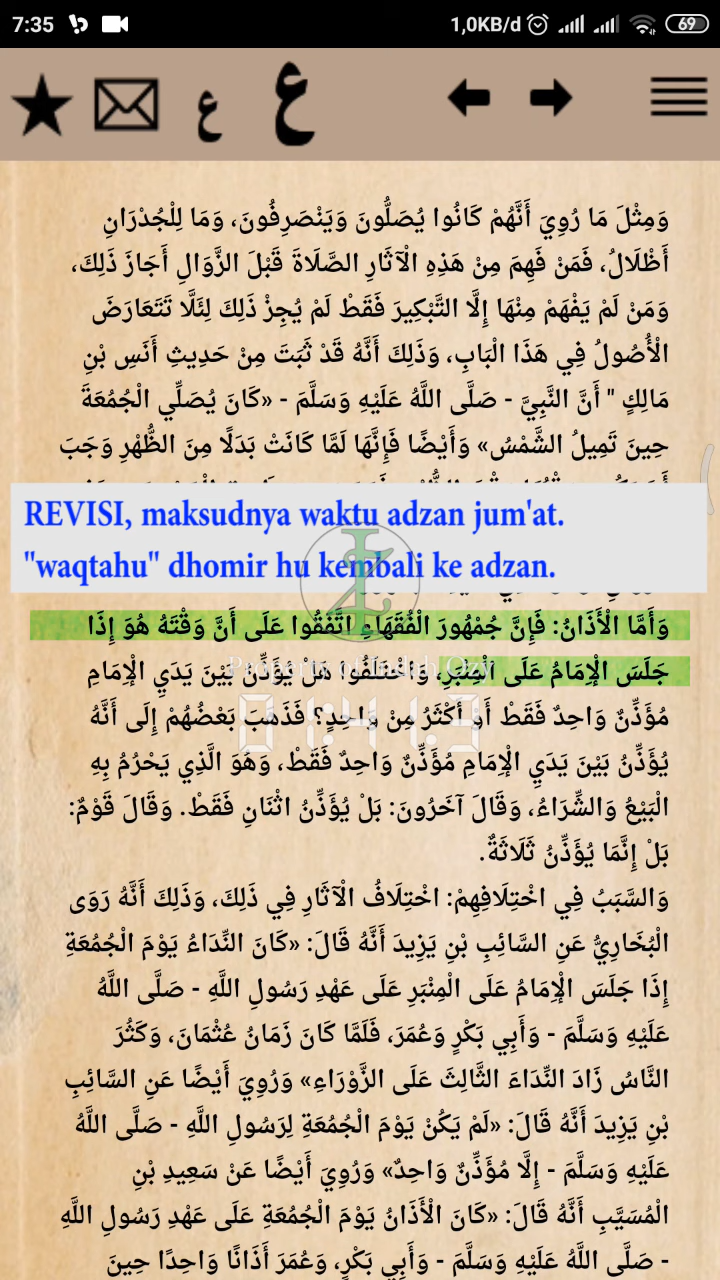 7:35
1,0KB/d
69
ع
ع
وَمِثْلَ مَا رُوِيَ أَنَّهُمْ كَانُوا يُصَلُّونَ وَيَنْصَرِفُونَ، وَمَا لِلْجُدْرَانِ
أَظْلَالُ، فَمَنْ فَهِمَ مِنْ هَذِهِ الْآثَارِ الصَّلَاةَ قَبْلَ الزَّوَالِ أَجَازَ ذَلِكَ،
وَمَنْ لَمْ يَفْهَمْ مِنْهَا إِلَّا التَّبْكِيرَ فَقَطْ لَمْ يُجِزْ ذَلِكَ لِئَلَّا تَتَعَارَضَ
الْأُصُولُ فِي هَذَا الْبَابِ، وَذَلِكَ أَنَّهُ قَدْ ثَبَتَ مِنْ حَدِيثِ أَنَسِ بْنِ
مَالِكٍ " أَنَّ النَّبِيَّ - صَلَّى اللَّهُ عَلَيْهِ وَسَلَّمَ - «كَانَ يُصَلِّي الْجُمُعَةَ
حِينَ تَمِيلُ الشَّمْسُ» وَأَيْضًا فَإِنَّهَا لَمَّا كَانَتْ بَدَلًا مِنَ الظُّهْرِ وَجَبَ
REVISI, maksudnya waktu adzan jum'at.
"waqtahu" dhomir hu kembali ke adzan.
وَأَمَّا الْأَذَانُ: فَإِنَّ جُمْهُورَ الْفُقَهَاءِ اتَّفَقُوا عَلَى أَنَّ وَقْتَهُ هُوَ إِذَا
جَلَسَ الْإِمَامُ عَلَى الْمِنْبَرِ، وَاخْتَلَفُوا هَلْ يُؤَذِّنُ بَيْنَ يَدَيِ الْإِمَامِ
مُؤَذِّنٌ وَاحِدٌ فَقَطْ أَوْ أَكْثَرُ مِنْ وَاحِدٍ؟ فَذَهَبَ بَعْضُهُمْ إِلَى أَنَّهُ
يُؤَذِّنُ بَيْنَ يَدَيِ الْإِمَامِ مُؤَذِّنٌ وَاحِدٌ فَقَطْ، وَهُوَ الَّذِي يَحْرُمُ بِهِ
الْبَيْعُ وَالشِّرَاءُ، وَقَالَ آخَرُونَ: بَلْ يُؤَذِّنُ اثْنَانِ فَقَطْ. وَقَالَ قَوْمٌ:
بَلْ إِنَّمَا يُؤَذِّنُ ثَلَاثَةٌ.
وَالسَّبَبُ فِي اخْتِلَافِهِمْ: اخْتِلَافُ الْآثَارِ فِي ذَلِكَ، وَذَلِكَ أَنَّهُ رَوَى
الْبُخَارِيُّ عَنِ السَّائِبِ بْنِ يَزِيدَ أَنَّهُ قَالَ: «كَانَ النِّدَاءُ يَوْمَ الْجُمُعَةِ
إِذَا جَلَسَ الْإِمَامُ عَلَى الْمِنْبَرِ عَلَى عَهْدِ رَسُولِ اللَّهِ - صَلَّى اللَّهُ
عَلَيْهِ وَسَلَّمَ - وَأَبِي بَكْرٍ وَعُمَرَ، فَلَمَّا كَانَ زَمَانُ عُثْمَانَ، وَكَثُرَ
النَّاسُ زَادَ النِّدَاءَ الثَّالِثَ عَلَى الزَّوْرَاءِ» وَرُوِيَ أَيْضًا عَنِ السَّائِبِ
بْنِ يَزِيدَ أَنَّهُ قَالَ: «لَمْ يَكُنْ يَوْمَ الْجُمُعَةِ لِرَسُولِ اللَّهِ - صَلَّى اللَّهُ
عَلَيْهِ وَسَلَّمَ - إِلَّا مُؤَذِّنٌ وَاحِدٌ» وَرُوِيَ أَيْضًا عَنْ سَعِيدِ بْنِ
الْمُسَيَّبِ أَنَّهُ قَالَ: «كَانَ الْأَذَانُ يَوْمَ الْجُمُعَةِ عَلَى عَهْدِ رَسُولِ اللَّهِ
- صَلَّى اللَّهُ عَلَيْهِ وَسَلَّمَ - وَأَبِي بَكْرٍ، وَعُمَرَ أَذَانًا وَاحِدًا حِينَ